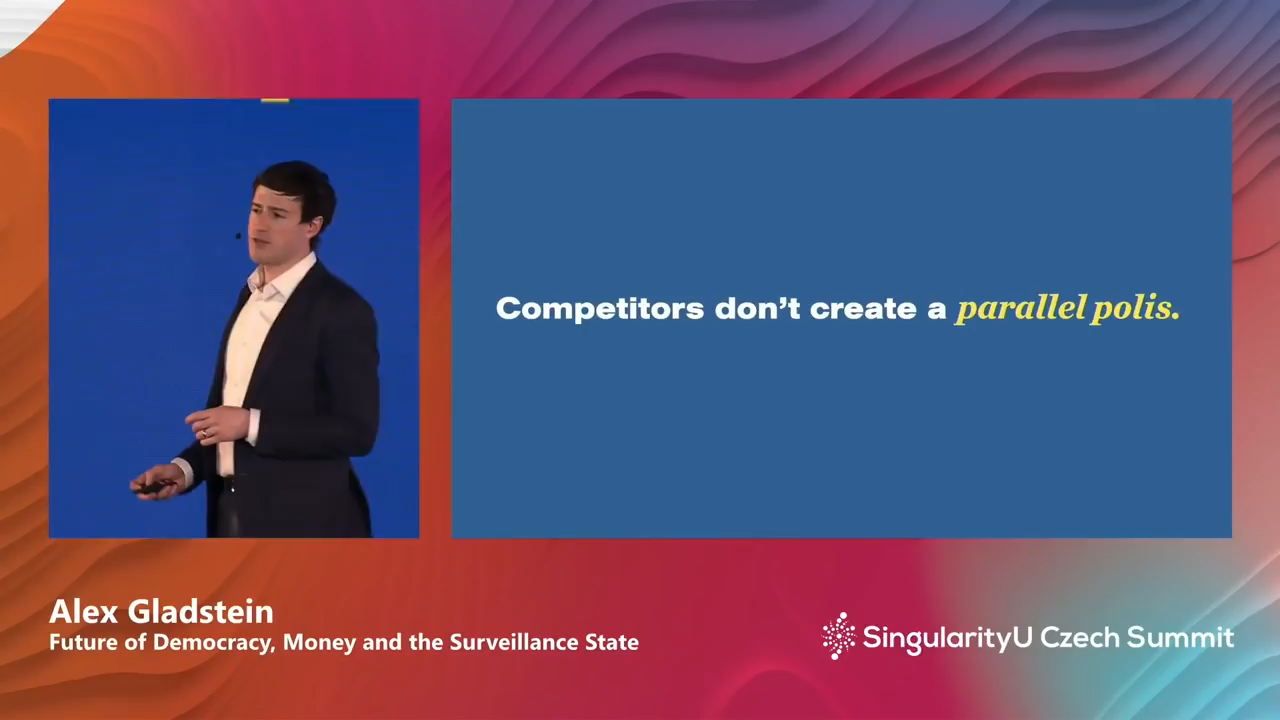 Competitors don't create a parallel polis.
Alex Gladstein
Future of Democracy, Money and the Surveillance State
SingularityU Czech Summit